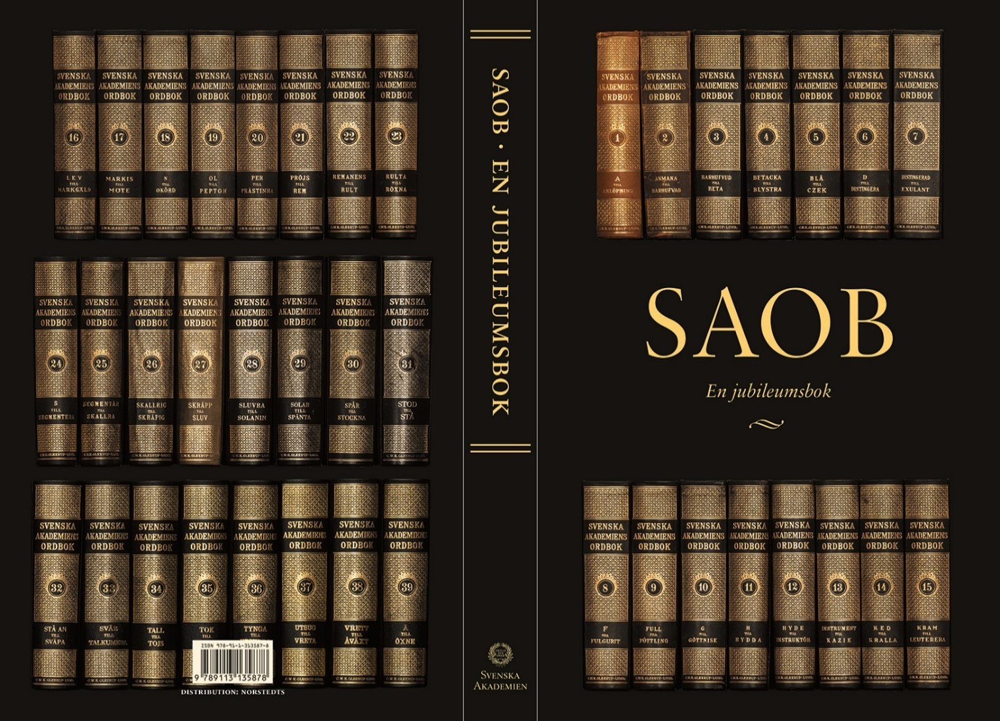 SVENSKA
AKADEMIENS
ORDBOK
16
LEV
TILL
MARKGÄLD
C.W.K. GLEERUP-LUND.
SVENSKA
AKADEMIENS
ORDBOK
17
MARKIS
TILL
MÖTE
C.W.K. GLEERUP-LUND.
SVENSKA
AKADEMIENS
ORDBOK
18
N
TILL
OKÖRD
C.W.K. GLEERUP-LUND.
SVENSKA
AKADEMIENS
ORDBOK
19
OL
TILL
PEPTON
C.W.K. GLEERUP-LUND.
SVENSKA
AKADEMIENS
ORDBOK
20
PER
TILL
PRÄSTINNA
C.W.K. GLEERUP-LUND.
SVENSKA
AKADEMIENS
ORDBOK
21
PRÖJS
TILL
REM
C.W.K. GLEERUP-LUND.
SVENSKA
AKADEMIENS
ORDBOK
22
REMANENS
TILL
RULT
C.W.K. GLEERUP-LUND.
SVENSKA
AKADEMIENS
ORDBOK
23
RULTA
TILL
RÖXNA
C.W.K. GLEERUP-LUND.
SVENSKA
AKADEMIENS
ORDBOK
24
S
TILL
SEGMENTERA
C.W.K. GLEERUP-LUND.
SVENSKA
AKADEMIENS
ORDBOK
25
SEGMENTÄR
TILL
SKALLRA
C.W.K. GLEERUP-LUND.
SVENSKA
AKADEMIENS
ORDBOK
26
SKALLRIG
TILL
SKRÄPIG
C.W.K. GLEERUP-LUND.
SVENSKA
AKADEMIENS
ORDBOK
27
SKRÄPP
TILL
SLUV
C.W.K. GLEERUP-LUND.
SVENSKA
AKADEMIENS
ORDBOK
28
SLUVRA
TILL
SOLANIN
C.W.K. GLEERUP-LUND.
SVENSKA
AKADEMIENS
ORDBOK
29
SOLAR
TILL
SPÅNTA
C.W.K. GLEERUP-LUND.
SVENSKA
AKADEMIENS
ORDBOK
30
SPÅR
TILL
STOCKNA
C.W.K. GLEERUP-LUND.
SVENSKA
AKADEMIENS
ORDBOK
31
STOD
TILL
STÅ
C.W.K. GLEERUP-LUND.
SVENSKA
AKADEMIENS
ORDBOK
32
STÅ AN
TILL
SVÄPA
C.W.K. GLEERUP-LUND.
SVENSKA
AKADEMIENS
ORDBOK
33
SVÄR
TILL
TALKUMERA
C.W.K. GLEERUP-LUND.
SVENSKA
AKADEMIENS
ORDBOK
34
TALL
TILL
TOJS
C.W.K. GLEERUP-LUND.
SVENSKA
AKADEMIENS
ORDBOK
35
TOK
TILL
SVENSKA
AKADEMIENS
ORDBOK
36
TYNGA
TILL
SVENSKA
AKADEMIENS
ORDBOK
37
UTSUG
TILL
VRETA
C.W.K. GLEERUP-LUND.
SVENSKA
AKADEMIENS
ORDBOK
38
VRETT
TILL
ÅVÄXT
C.W.K. GLEERUP-LUND.
SVENSKA
AKADEMIENS
ORDBOK
39
Ä
TILL
ÖXNE
C.W.K. GLEERUP-LUND.
ISBN 978-91-1-313587-8
9 789113 135878
DISTRIBUTION: NORSTEDTS
SAOB · EN JUBILEUMSBOK
SVENSKA
AKADEMIEN
SVENSKA
AKADEMIENS
ORDBOK
1
A
TILL
ANLÖPNING
C.W.K. GLEERUP-LUND.
SVENSKA
AKADEMIENS
ORDBOK
2
ANMANA
TILL
BARHUFVAD
C.W.K. GLEERUP-LUND.
SVENSKA
AKADEMIENS
ORDBOK
3
BARHUFVUD
TILL
BETA
C.W.K. GLEERUP-LUND.
SVENSKA
AKADEMIENS
ORDBOK
4
BETACKA
TILL
BLYSTRA
C.W.K. GLEERUP-LUND.
SVENSKA
AKADEMIENS
ORDBOK
5
BLÅ
TILL
CZEK
C.W.K. GLEERUP-LUND.
SVENSKA
AKADEMIENS
ORDBOK
6
D
TILL
DISTINGERA
C.W.K. GLEERUP-LUND.
SVENSKA
AKADEMIENS
ORDBOK
7
DISTINGERAD
TILL
EXULANT
C.W.K. GLEERUP-LUND.
SAOB
En jubileumsbok
SVENSKA
AKADEMIENS
ORDBOK
8
F
TILL
FULGURIT
C.W.K. GLEERUP-LUND.
SVENSKA
AKADEMIENS
ORDBOK
9
FULL
TILL
FÖTTLING
C.W.K. GLEERUP-LUND.
SVENSKA
AKADEMIENS
ORDBOK
10
G
TILL
GÖTTNISK
C.W.K. GLEERUP-LUND.
SVENSKA
AKADEMIENS
ORDBOK
11
H
TILL
HYDDA
C.W.K. GLEERUP-LUND.
SVENSKA
AKADEMIENS
ORDBOK
12
HYDE
TILL
INSTRUKTÖR
C.W.K. GLEERUP-LUND.
SVENSKA
AKADEMIENS
ORDBOK
13
INSTRUMENT
TILL
KAZIK
C.W.K. GLEERUP-LUND.
SVENSKA
AKADEMIENS
ORDBOK
14
KED
TILL
KRALLA
C.W.K. GLEERUP-LUND.
SVENSKA
AKADEMIENS
ORDBOK
15
KRAM
TILL
LEUTERERA
C.W.K. GLEERUP-LUND.